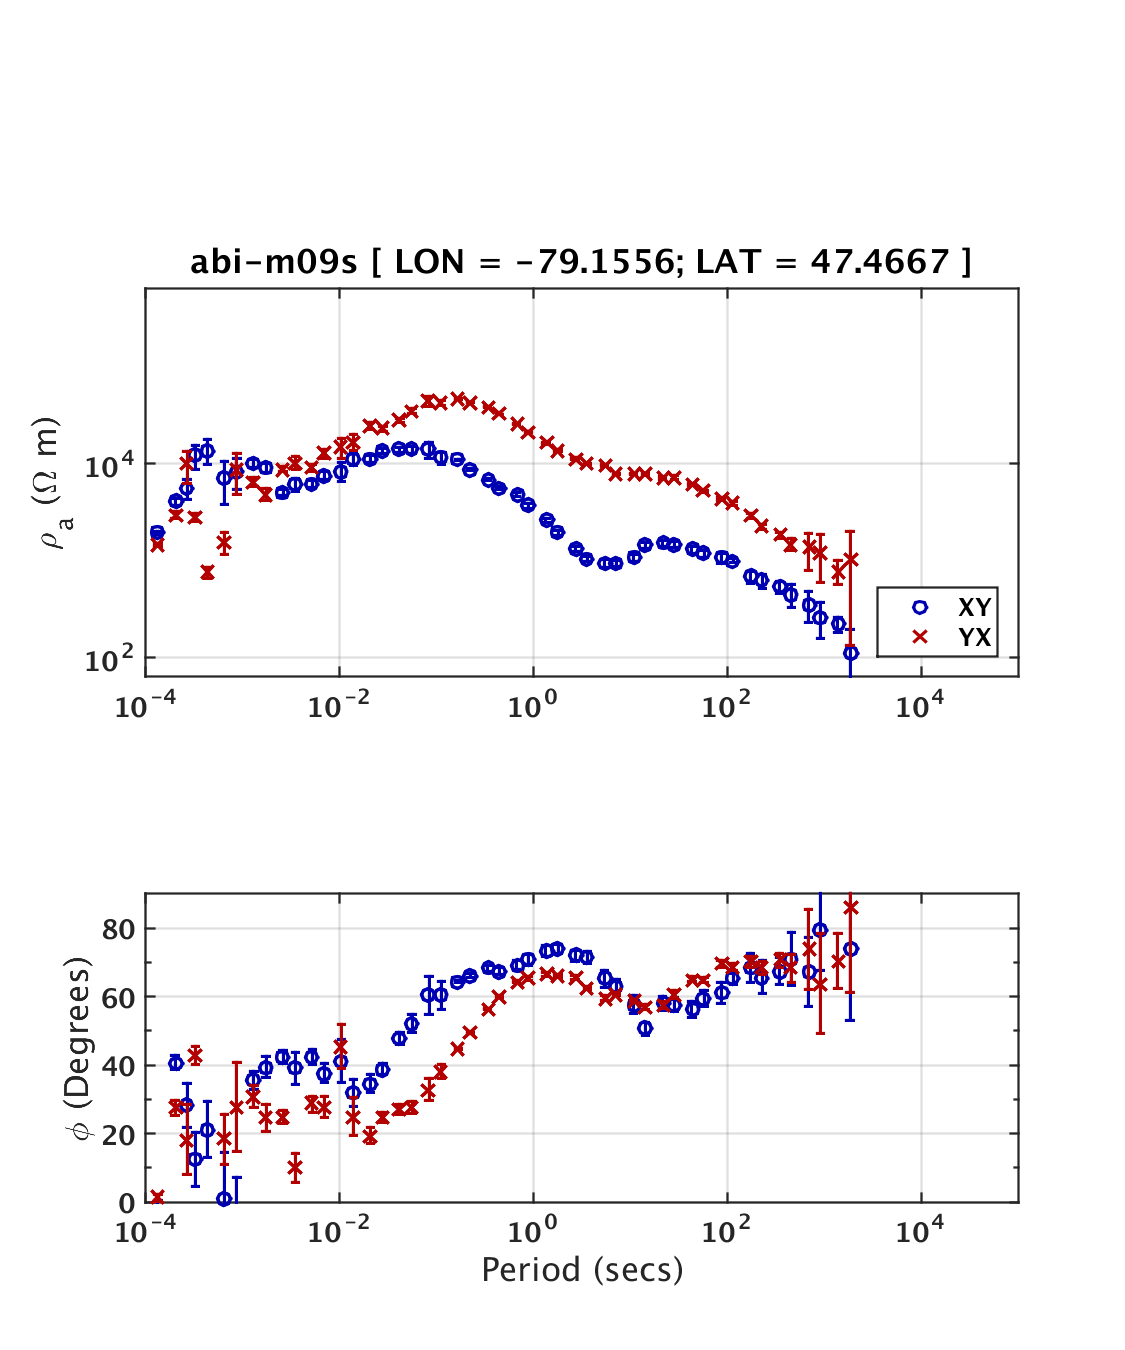 abi-m09s [ LON = -79.1556; LAT = 47.4667 ]
ρa (Ω m)
10^4
10^2
XY
YX
10^-4 10^-2 10^0 10^2 10^4
ϕ (Degrees)
80
60
40
20
0
10^-4 10^-2 10^0 10^2 10^4
Period (secs)